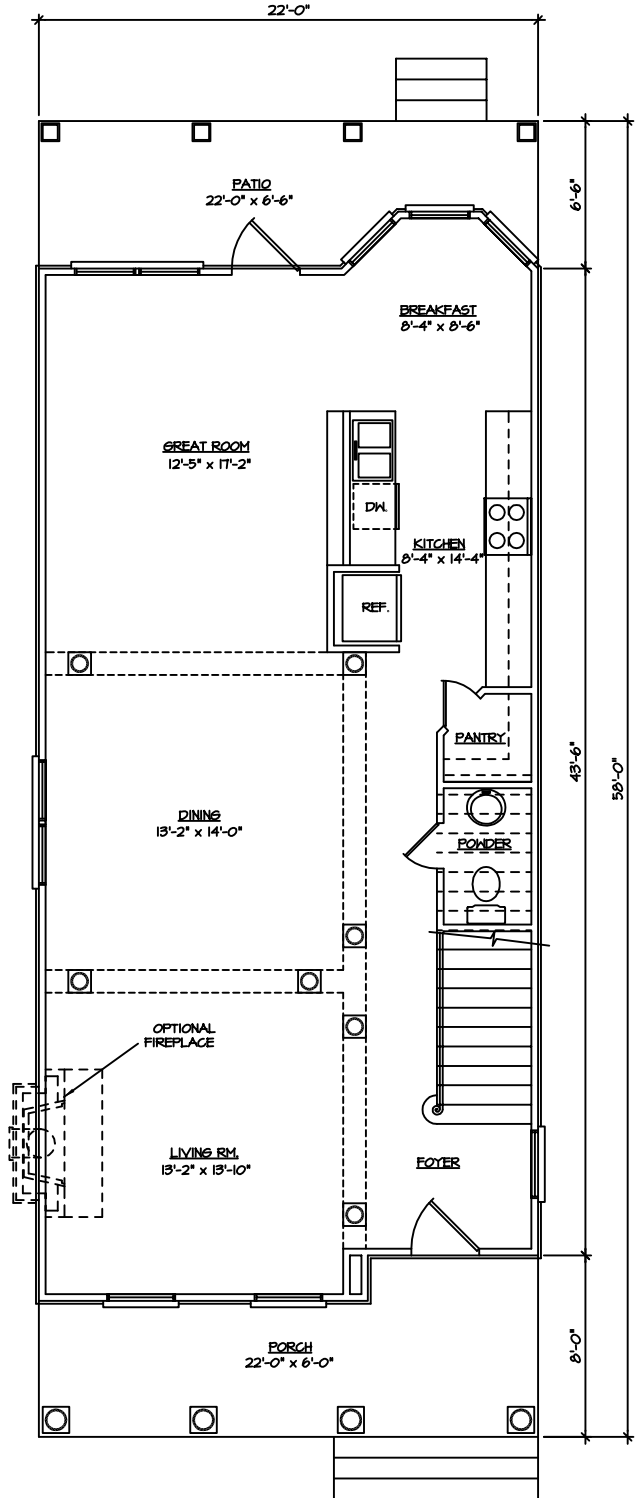 22'-0"
PATIO
22'-0" x 6'-6"
6'-6"
BREAKFAST
8'-4" x 8'-6"
GREAT ROOM
12'-5" x 17'-2"
DW.
KITCHEN
8'-4" x 14'-4"
REF.
PANTRY
43'-6"
58'-0"
DINING
13'-2" x 14'-0"
POWDER
OPTIONAL
FIREPLACE
LIVING RM.
13'-2" x 13'-10"
FOYER
PORCH
22'-0" x 6'-0"
8'-0"